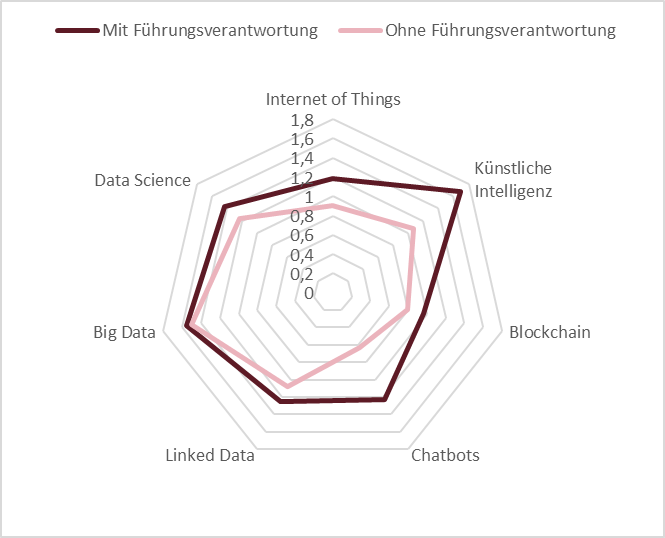 Mit Führungsverantwortung
Ohne Führungsverantwortung
Internet of Things
1,8
1,6
1,4
1,2
1
0,8
0,6
0,4
0,2
0
Künstliche
Intelligenz
Data Science
Big Data
Blockchain
Linked Data
Chatbots